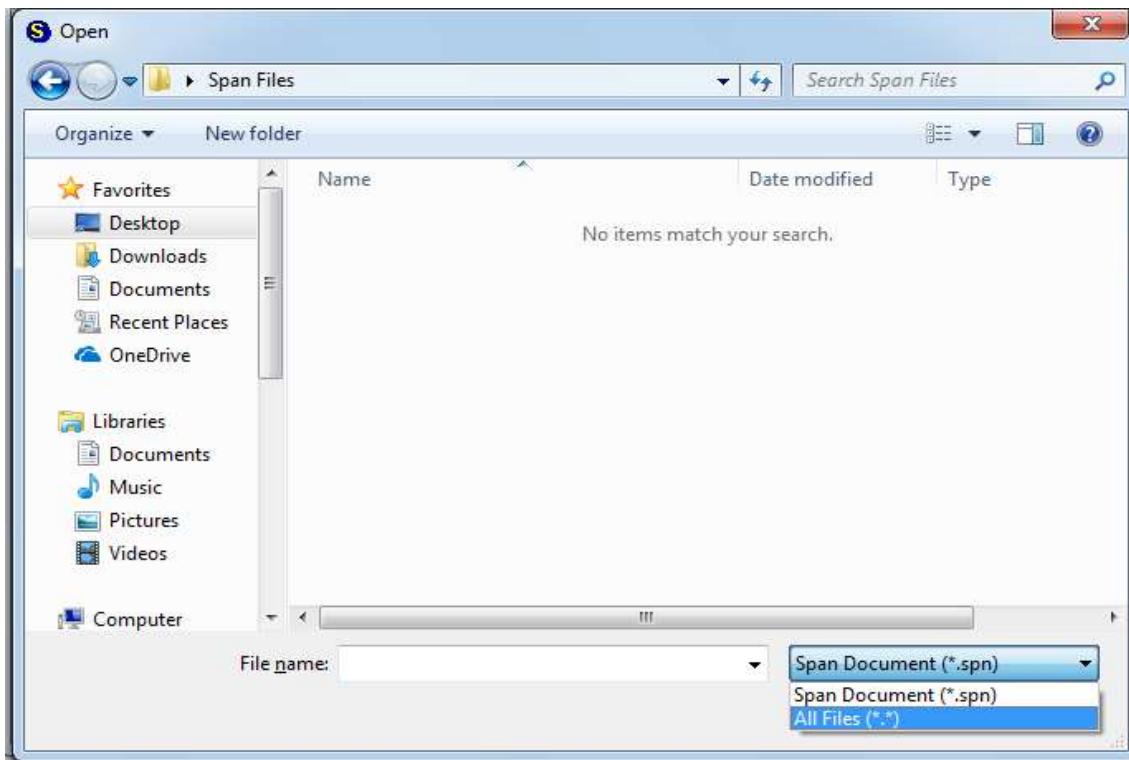 Open
Span Files
Search Span Files
Organize
New folder
Name
Date modified
Type
No items match your search.
Favorites
Desktop
Downloads
Documents
Recent Places
OneDrive
Libraries
Documents
Music
Pictures
Videos
Computer
File name:
Span Document (*.spn)
Span Document (*.spn)
All Files (*.*)